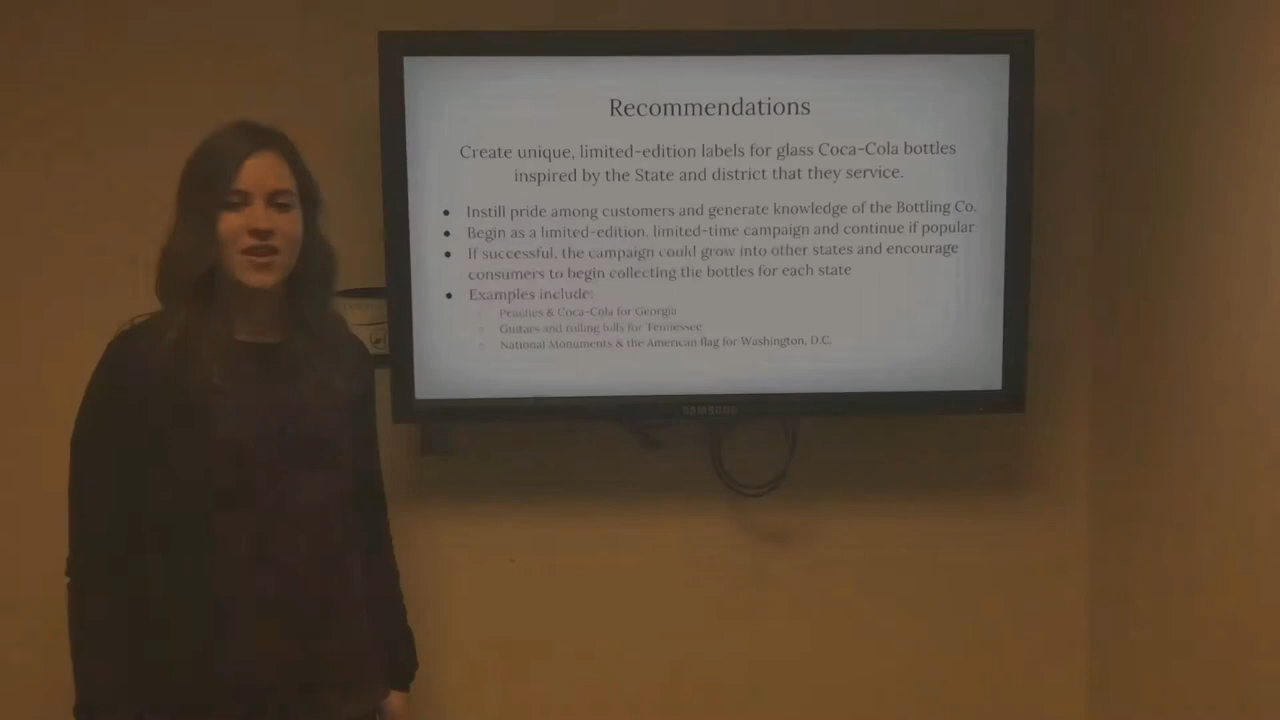 Recommendations
Create unique, limited-edition labels for glass Coca-Cola bottles
inspired by the State and district that they service.
Instill pride among customers and generate knowledge of the Bottling Co.
Begin as a limited-edition, limited-time campaign and continue if popular
If successful, the campaign could grow into other states and encourage
consumers to begin collecting the bottles for each state
Examples include:
Peaches & Coca-Cola for Georgia
Guitars and rolling hills for Tennessee
National Monuments & the American flag for Washington, D.C.
SAMSUNG